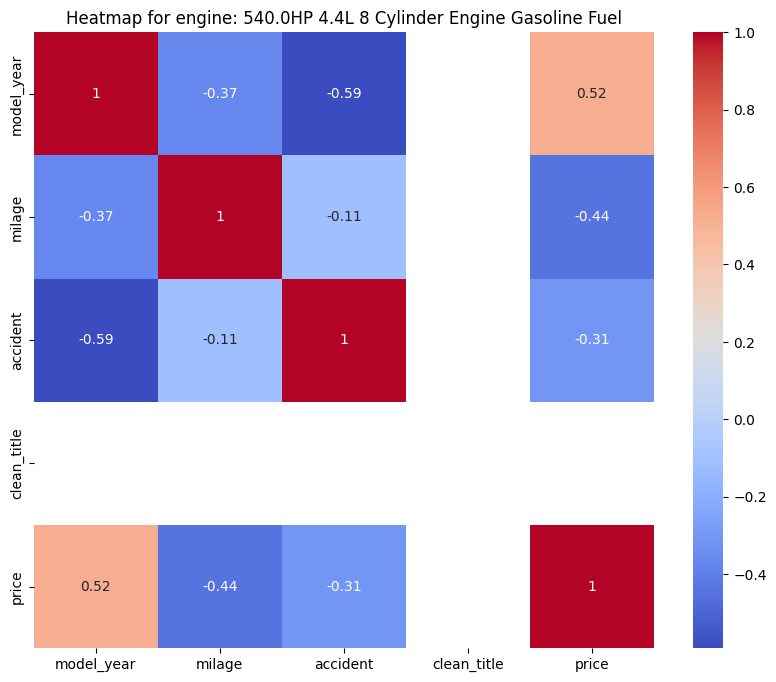 Heatmap for engine: 540.0HP 4.4L 8 Cylinder Engine Gasoline Fuel
model_year
1
-0.37
-0.59
0.52
milage
-0.37
1
-0.11
-0.44
accident
-0.59
-0.11
1
-0.31
clean_title
price
0.52
-0.44
-0.31
1
model_year
milage
accident
clean_title
price
1.0
0.8
0.6
0.4
0.2
0.0
−0.2
−0.4